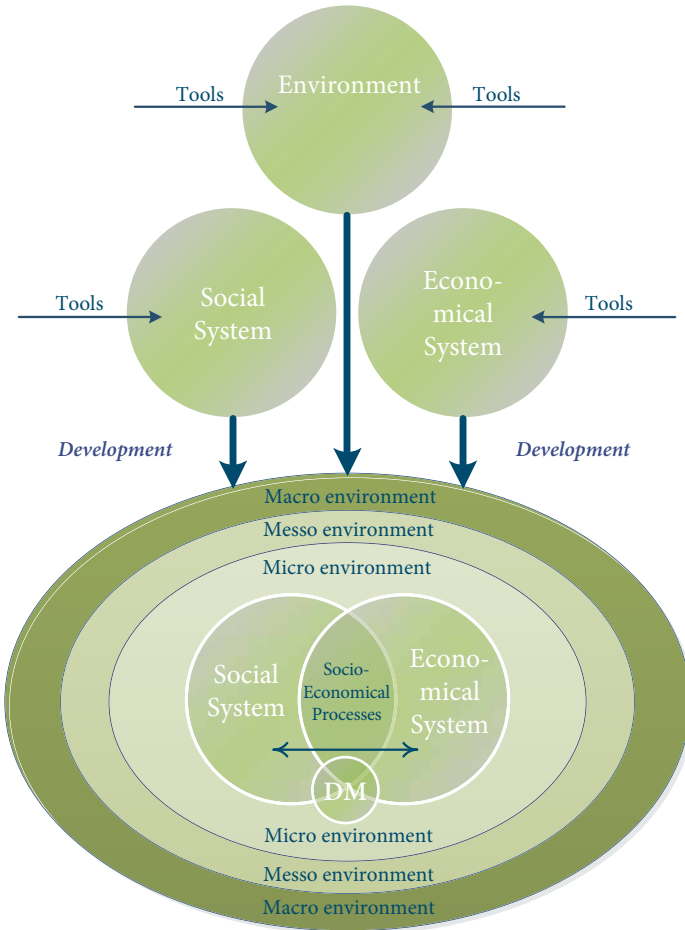 Environment
Tools
Tools
Social
System
Econo-
mical
System
Tools
Tools
Development
Development
Macro environment
Messo environment
Micro environment
Social
System
Socio-
Economical
Processes
Econo-
mical
System
DM
Micro environment
Messo environment
Macro environment